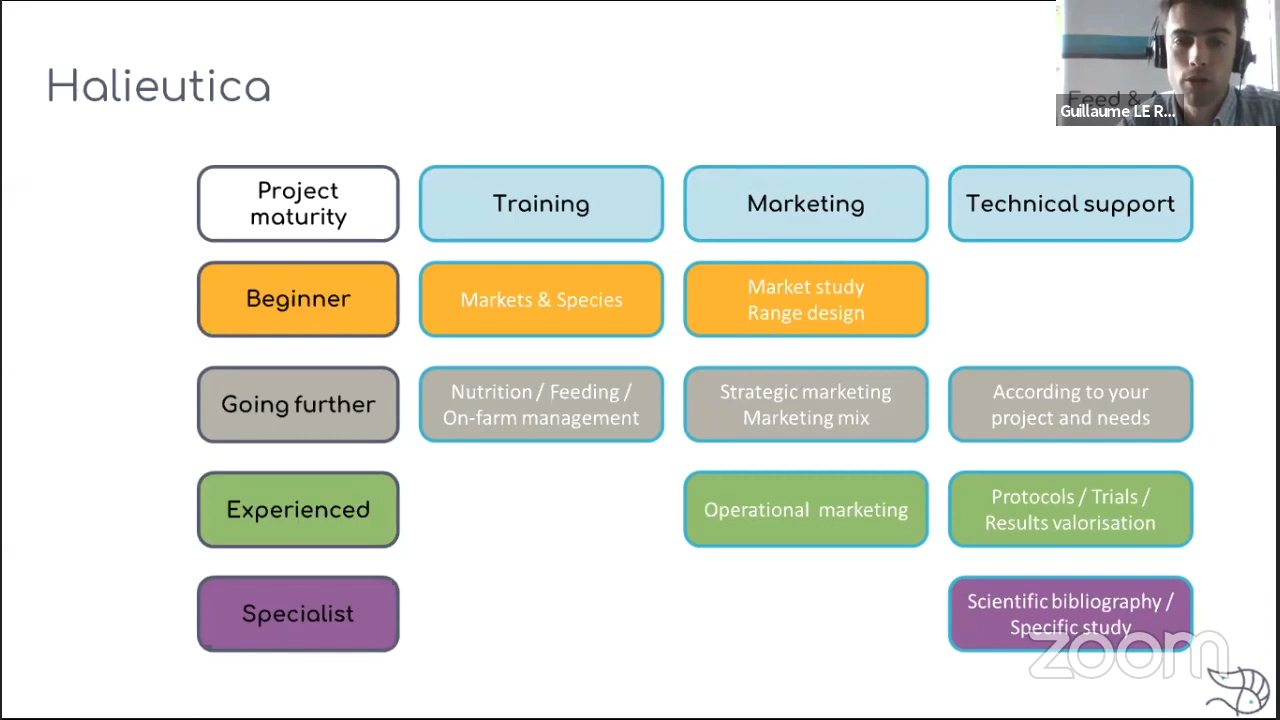 Halieutica
Feed &
Guillaume LE R...
Project
maturity
Training
Marketing
Technical support
Beginner
Markets & Species
Market study
Range design
Going further
Nutrition / Feeding /
On-farm management
Strategic marketing
Marketing mix
According to your
project and needs
Experienced
Operational marketing
Protocols / Trials /
Results valorisation
Specialist
Scientific bibliography /
Specific study
zoom